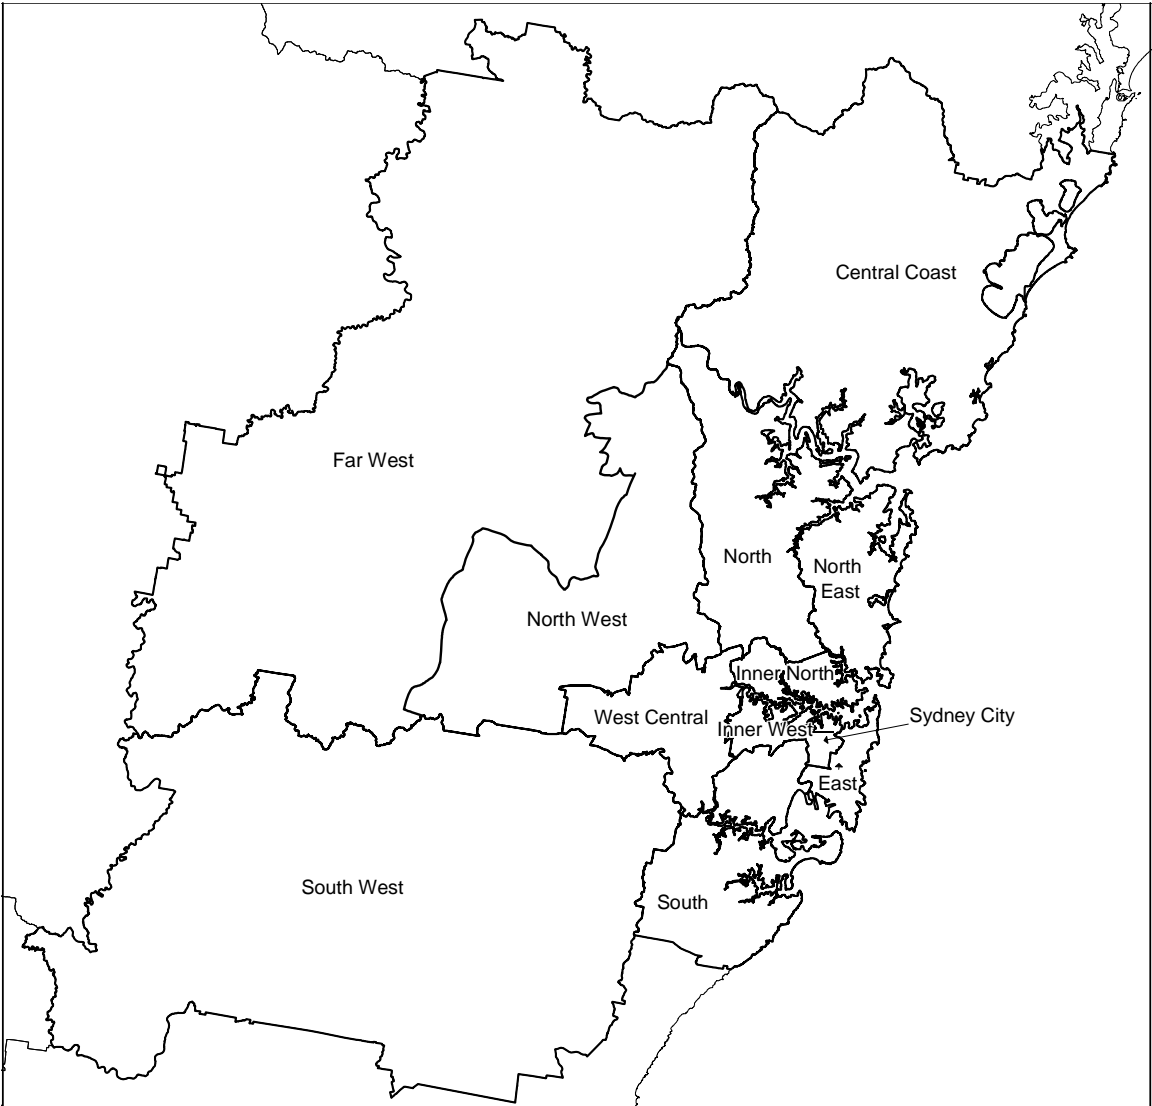 Central Coast
Far West
North
North
East
North West
Inner North
West Central
Sydney City
Inner West
East
South West
South